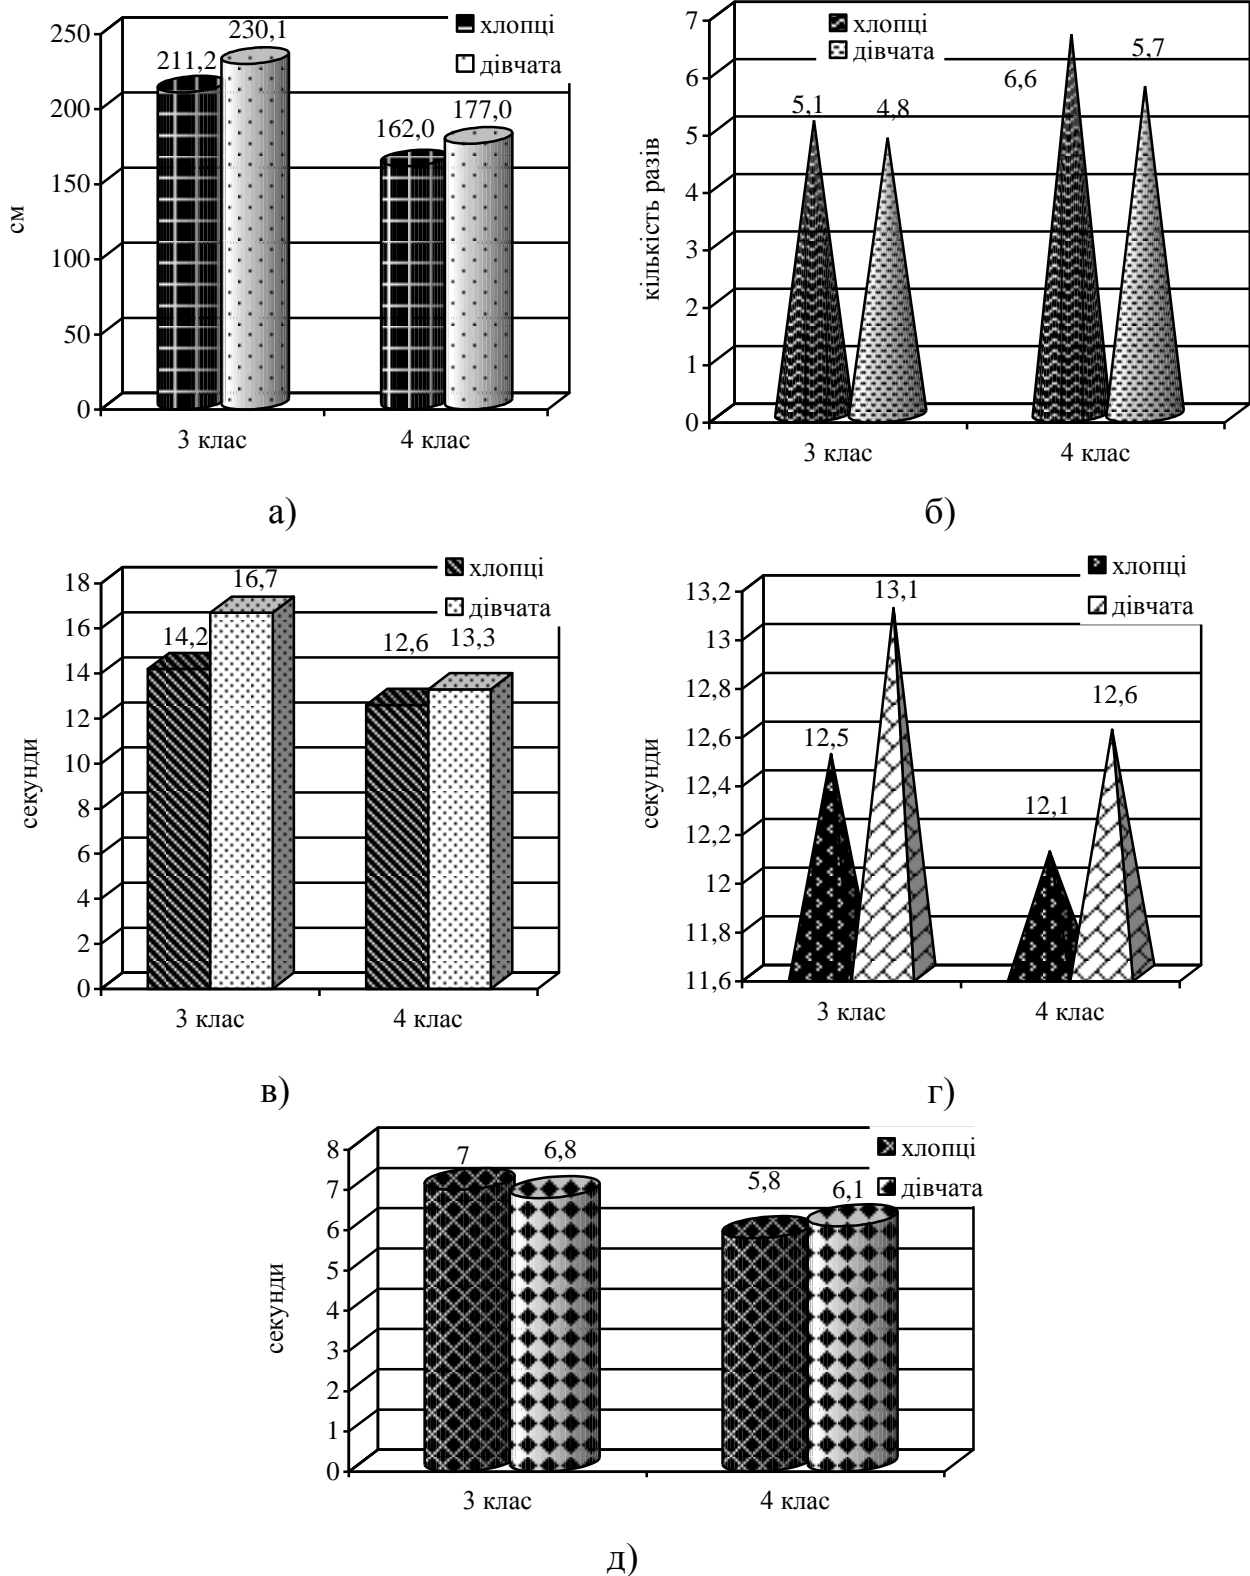 250
200
150
100
50
0
см
211,2
230,1
162,0
177,0
хлопці
дівчата
3 клас
4 клас
а)
7
6
5
4
3
2
1
0
кількість разів
5,1
4,8
6,6
5,7
хлопці
дівчата
3 клас
4 клас
б)
18
16
14
12
10
8
6
4
2
0
секунди
14,2
16,7
12,6
13,3
хлопці
дівчата
3 клас
4 клас
в)
13,2
13
12,8
12,6
12,4
12,2
12
11,8
11,6
секунди
12,5
13,1
12,1
12,6
хлопці
дівчата
3 клас
4 клас
г)
8
7
6
5
4
3
2
1
0
секунди
7
6,8
5,8
6,1
хлопці
дівчата
3 клас
4 клас
д)